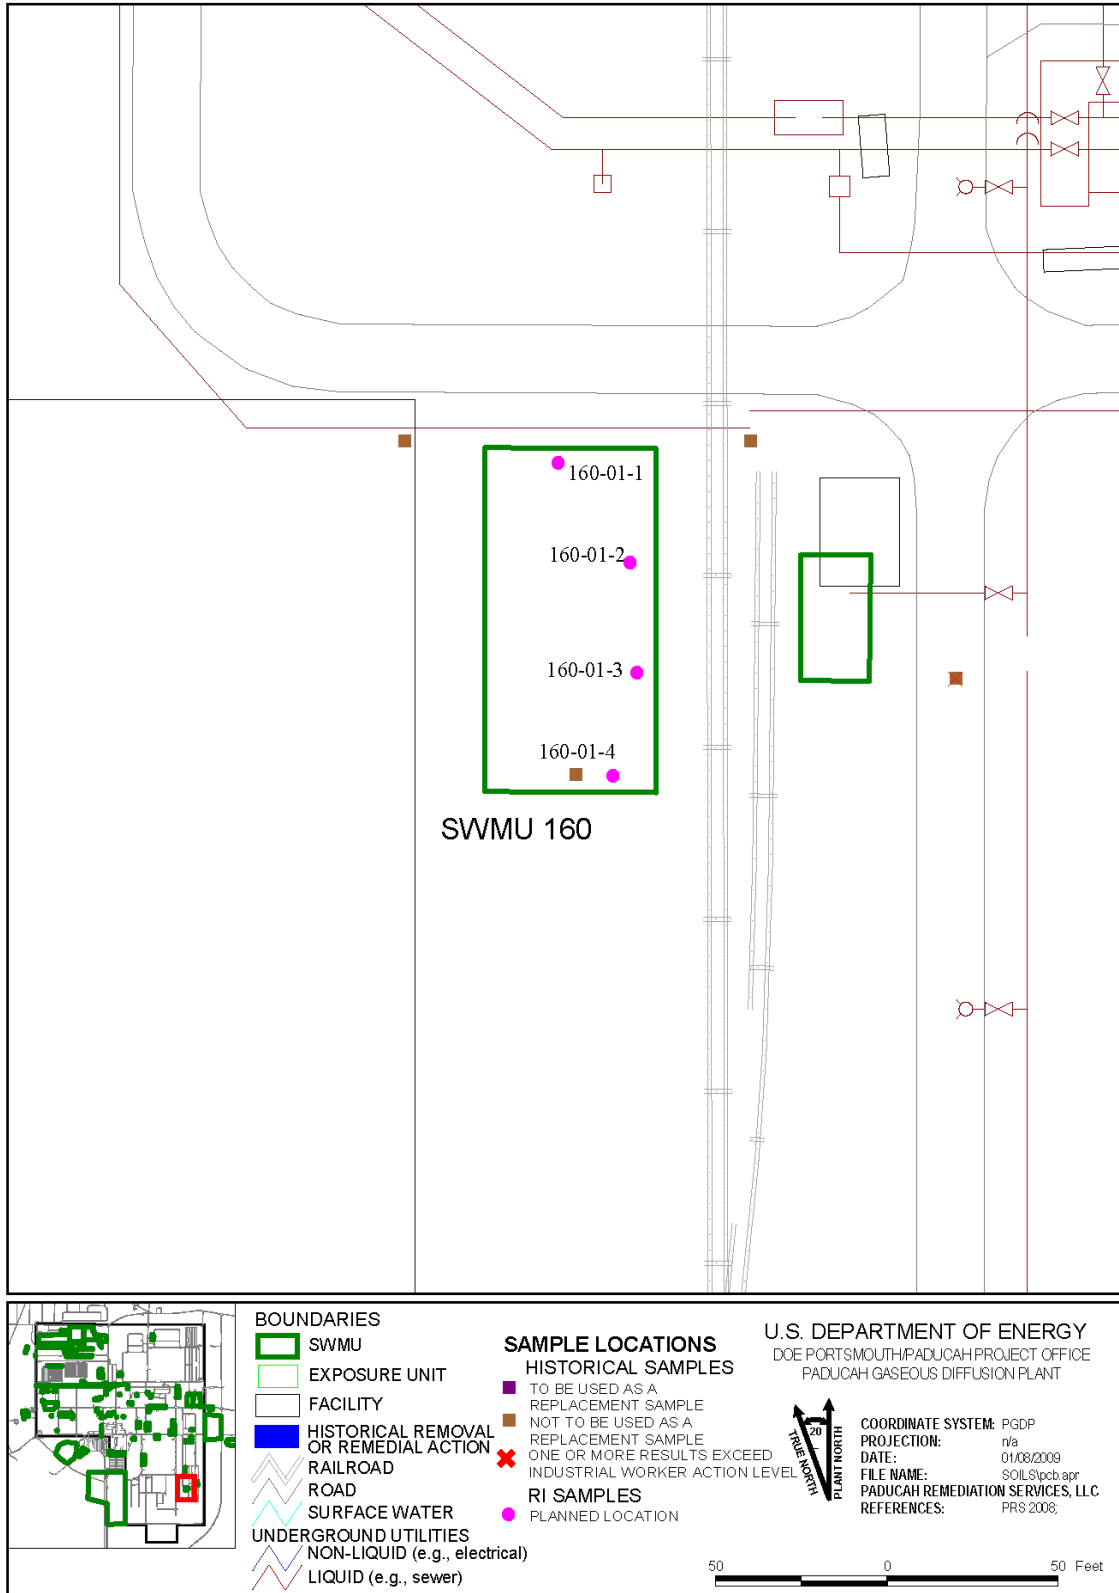 160-01-1
160-01-2
160-01-3
160-01-4
SWMU 160
BOUNDARIES
SWMU
EXPOSURE UNIT
FACILITY
HISTORICAL REMOVAL
OR REMEDIAL ACTION
RAILROAD
ROAD
SURFACE WATER
UNDERGROUND UTILITIES
NON-LIQUID (e.g., electrical)
LIQUID (e.g., sewer)
SAMPLE LOCATIONS
HISTORICAL SAMPLES
TO BE USED AS A
REPLACEMENT SAMPLE
NOT TO BE USED AS A
REPLACEMENT SAMPLE
ONE OR MORE RESULTS EXCEED
INDUSTRIAL WORKER ACTION LEVEL
RI SAMPLES
PLANNED LOCATION
U.S. DEPARTMENT OF ENERGY
DOE PORTSMOUTH/PADUCAH PROJECT OFFICE
PADUCAH GASEOUS DIFFUSION PLANT
20
TRUE NORTH
PLANT NORTH
COORDINATE SYSTEM: PGDP
PROJECTION: n/a
DATE: 01/08/2009
FILE NAME: SOILS\pcb.apr
PADUCAH REMEDIATION SERVICES, LLC
REFERENCES: PRS 2008;
50 0 50 Feet